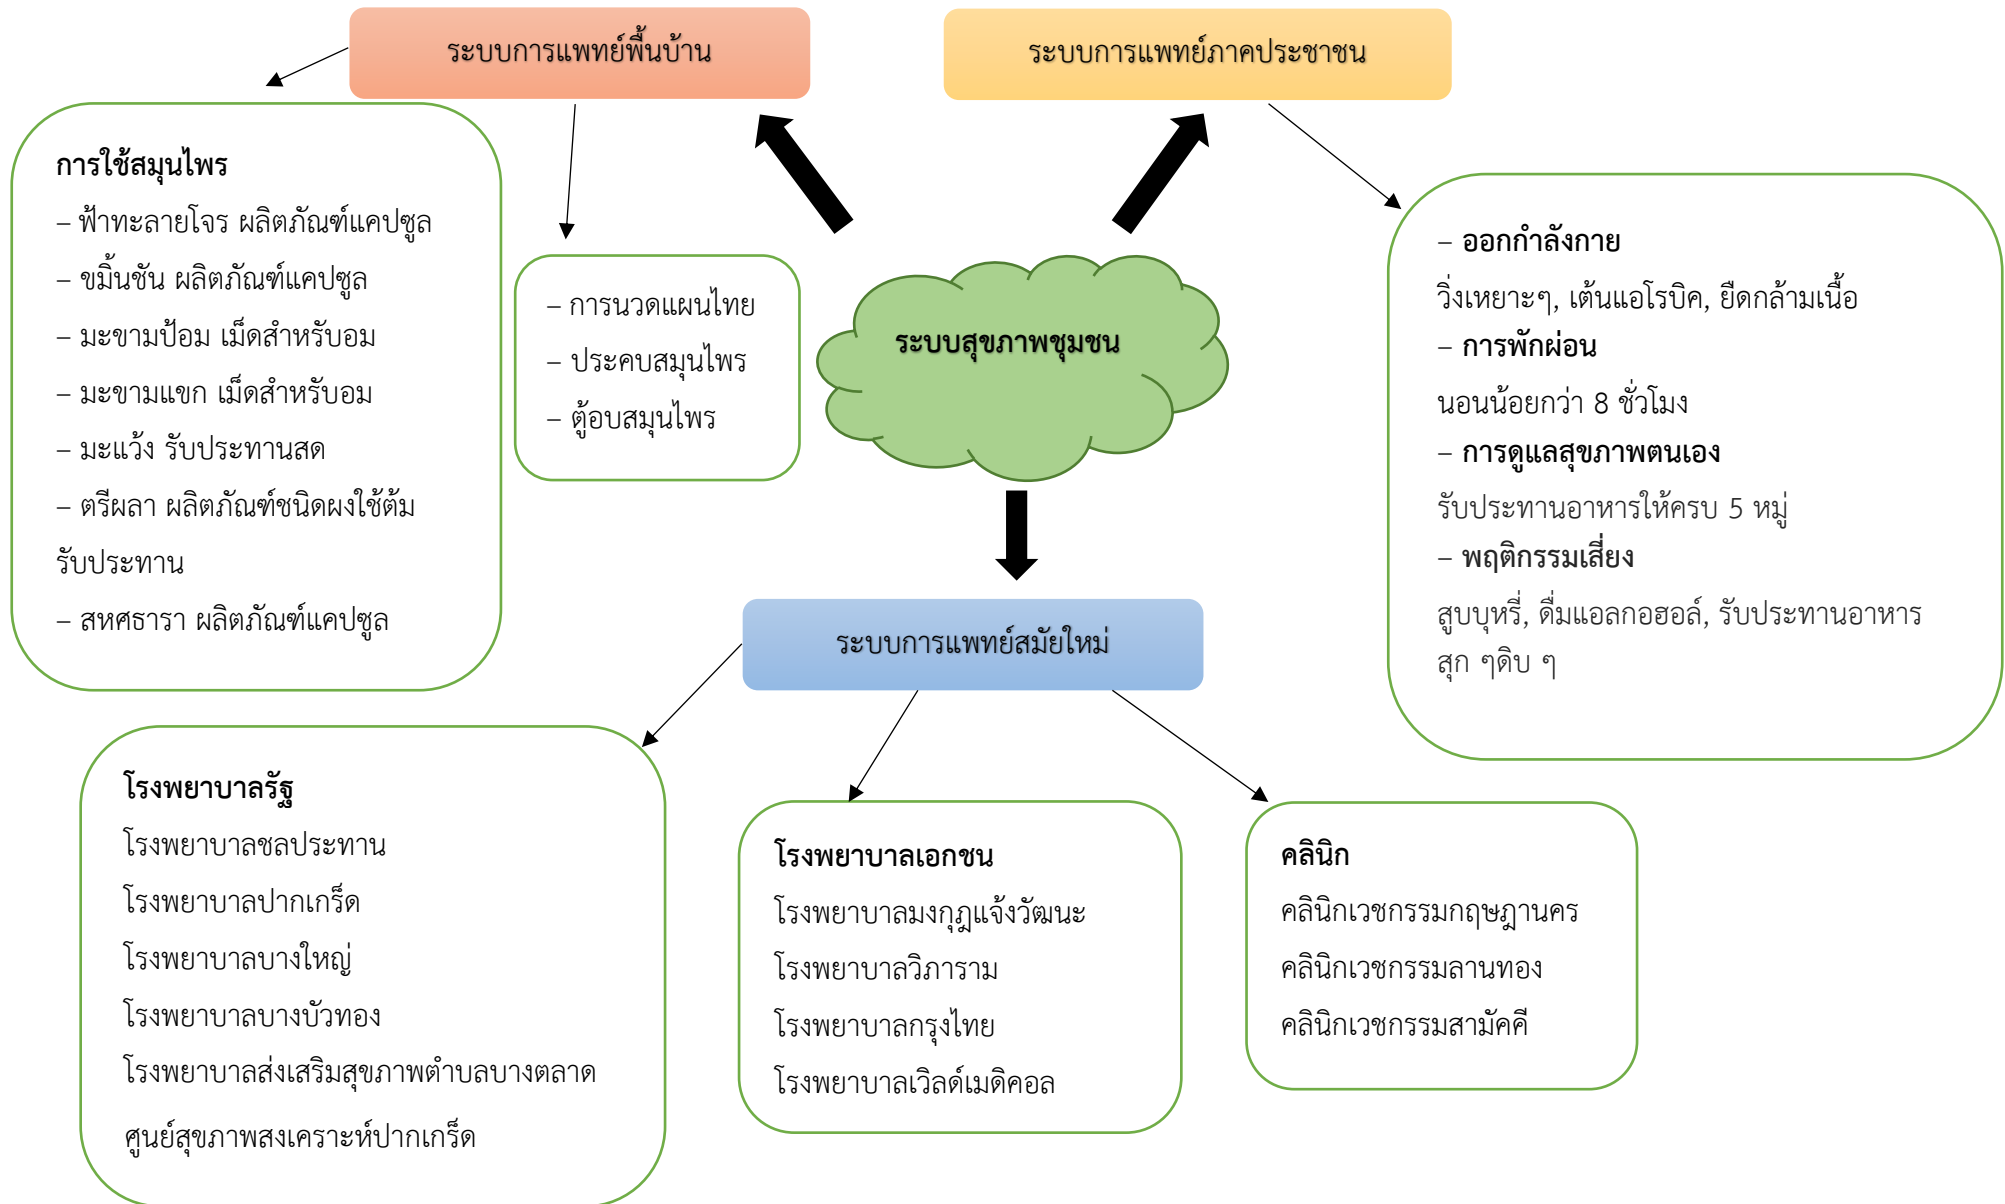 ระบบการแพทย์พื้นบ้าน
ระบบการแพทย์ภาคประชาชน
การใช้สมุนไพร
– ฟ้าทะลายโจร ผลิตภัณฑ์แคปซูล
– ขมิ้นชัน ผลิตภัณฑ์แคปซูล
– มะขามป้อม เม็ดสำหรับอม
– มะขามแขก เม็ดสำหรับอม
– มะแว้ง รับประทานสด
– ตรีผลา ผลิตภัณฑ์ชนิดผงใช้ต้ม
รับประทาน
– สหศธารา ผลิตภัณฑ์แคปซูล
– การนวดแผนไทย
– ประคบสมุนไพร
– ตู้อบสมุนไพร
ระบบสุขภาพชุมชน
– ออกกำลังกาย
วิ่งเหยาะๆ, เต้นแอโรบิค, ยืดกล้ามเนื้อ
– การพักผ่อน
นอนน้อยกว่า 8 ชั่วโมง
– การดูแลสุขภาพตนเอง
รับประทานอาหารให้ครบ 5 หมู่
– พฤติกรรมเสี่ยง
สูบบุหรี่, ดื่มแอลกอฮอล์, รับประทานอาหาร
สุก ๆดิบ ๆ
ระบบการแพทย์สมัยใหม่
โรงพยาบาลรัฐ
โรงพยาบาลชลประทาน
โรงพยาบาลปากเกร็ด
โรงพยาบาลบางใหญ่
โรงพยาบาลบางบัวทอง
โรงพยาบาลส่งเสริมสุขภาพตำบลบางตลาด
ศูนย์สุขภาพสงเคราะห์ปากเกร็ด
โรงพยาบาลเอกชน
โรงพยาบาลมงกุฎแจ้งวัฒนะ
โรงพยาบาลวิภาราม
โรงพยาบาลกรุงไทย
โรงพยาบาลเวิลด์เมดิคอล
คลินิก
คลินิกเวชกรรมกฤษฎานคร
คลินิกเวชกรรมลานทอง
คลินิกเวชกรรมสามัคคี